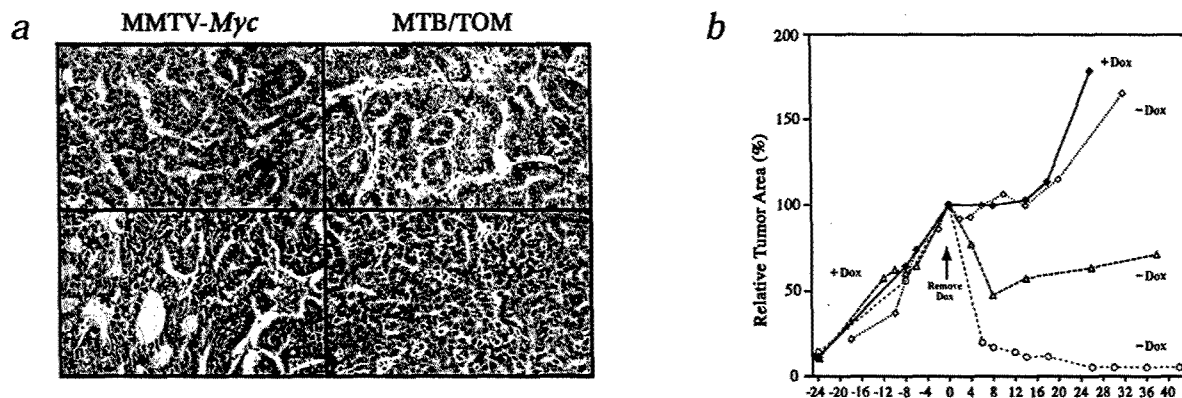 a
MMTV-Myc MTB/TOM
b
200
150
100
50
0
Relative Tumor Area (%)
+Dox
-Dox
+Dox
Remove
Dox
-Dox
-Dox
-24 -20 -16 -12 -8 -4 0 4 8 12 16 20 24 28 32 36 40